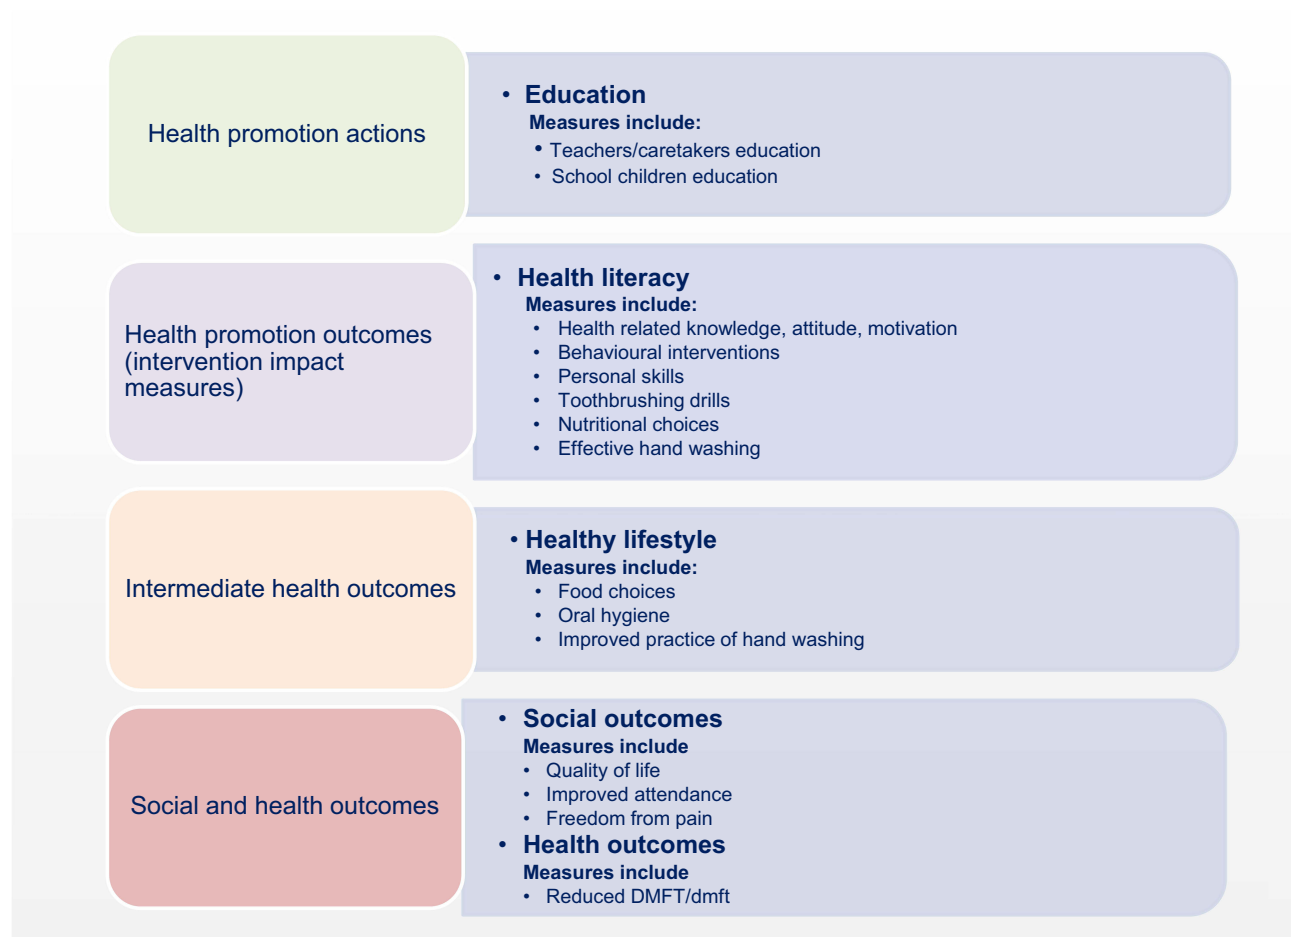 Health promotion actions
• Education
Measures include:
• Teachers/caretakers education
• School children education
Health promotion outcomes
(intervention impact
measures)
• Health literacy
Measures include:
• Health related knowledge, attitude, motivation
• Behavioural interventions
• Personal skills
• Toothbrushing drills
• Nutritional choices
• Effective hand washing
Intermediate health outcomes
• Healthy lifestyle
Measures include:
• Food choices
• Oral hygiene
• Improved practice of hand washing
Social and health outcomes
• Social outcomes
Measures include
• Quality of life
• Improved attendance
• Freedom from pain
• Health outcomes
Measures include
• Reduced DMFT/dmft